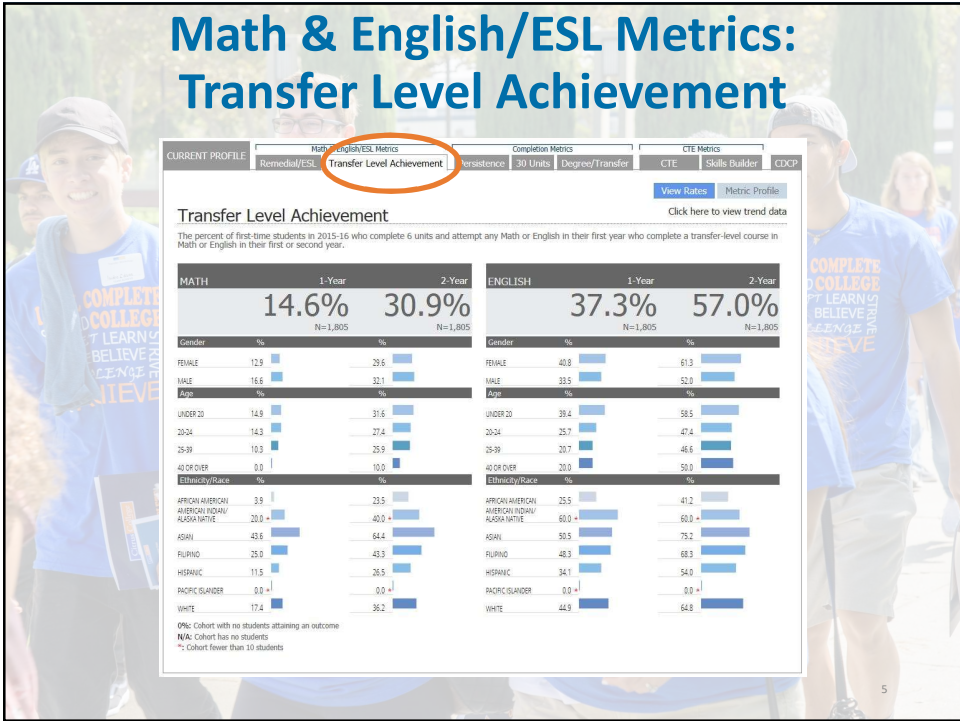 Math & English/ESL Metrics:
Transfer Level Achievement
CURRENT PROFILE
Math & English/ESL Metrics
Completion Metrics
CTE Metrics
Remedial/ESL Transfer Level Achievement Persistence 30 Units Degree/Transfer CTE Skills Builder CDCP
View Rates Metric Profile
Transfer Level Achievement
Click here to view trend data
The percent of first-time students in 2015-16 who complete 6 units and attempt any Math or English in their first year who complete a transfer-level course in
Math or English in their first or second year.
MATH 1-Year 2-Year
14.6% 30.9%
N=1,805 N=1,805
Gender % %
FEMALE 12.9 29.6
MALE 16.6 32.1
Age % %
UNDER 20 14.9 31.6
20-24 14.3 27.4
25-39 10.3 25.9
40 OR OVER 0.0 10.0
Ethnicity/Race % %
AFRICAN AMERICAN 3.9 23.5
AMERICAN INDIAN/
ALASKA NATIVE 20.0 * 40.0 *
ASIAN 43.6 64.4
FILIPINO 25.0 43.3
HISPANIC 11.5 26.5
PACIFIC ISLANDER 0.0 * 0.0 *
WHITE 17.4 36.2
ENGLISH 1-Year 2-Year
37.3% 57.0%
N=1,805 N=1,805
Gender % %
FEMALE 40.8 61.3
MALE 33.5 52.0
Age % %
UNDER 20 39.4 58.5
20-24 25.7 47.4
25-39 20.7 46.6
40 OR OVER 20.0 50.0
Ethnicity/Race % %
AFRICAN AMERICAN 25.5 41.2
AMERICAN INDIAN/
ALASKA NATIVE 60.0 * 60.0 *
ASIAN 50.5 75.2
FILIPINO 48.3 68.3
HISPANIC 34.1 54.0
PACIFIC ISLANDER 0.0 * 0.0 *
WHITE 44.9 64.8
0%: Cohort with no students attaining an outcome
N/A: Cohort has no students
"*: Cohort fewer than 10 students
COMPLETE
COLLEGE
LEARN
BELIEVE
COMPLETE
COLLEGE
LEARN
BELIEVE
STRIVE
5